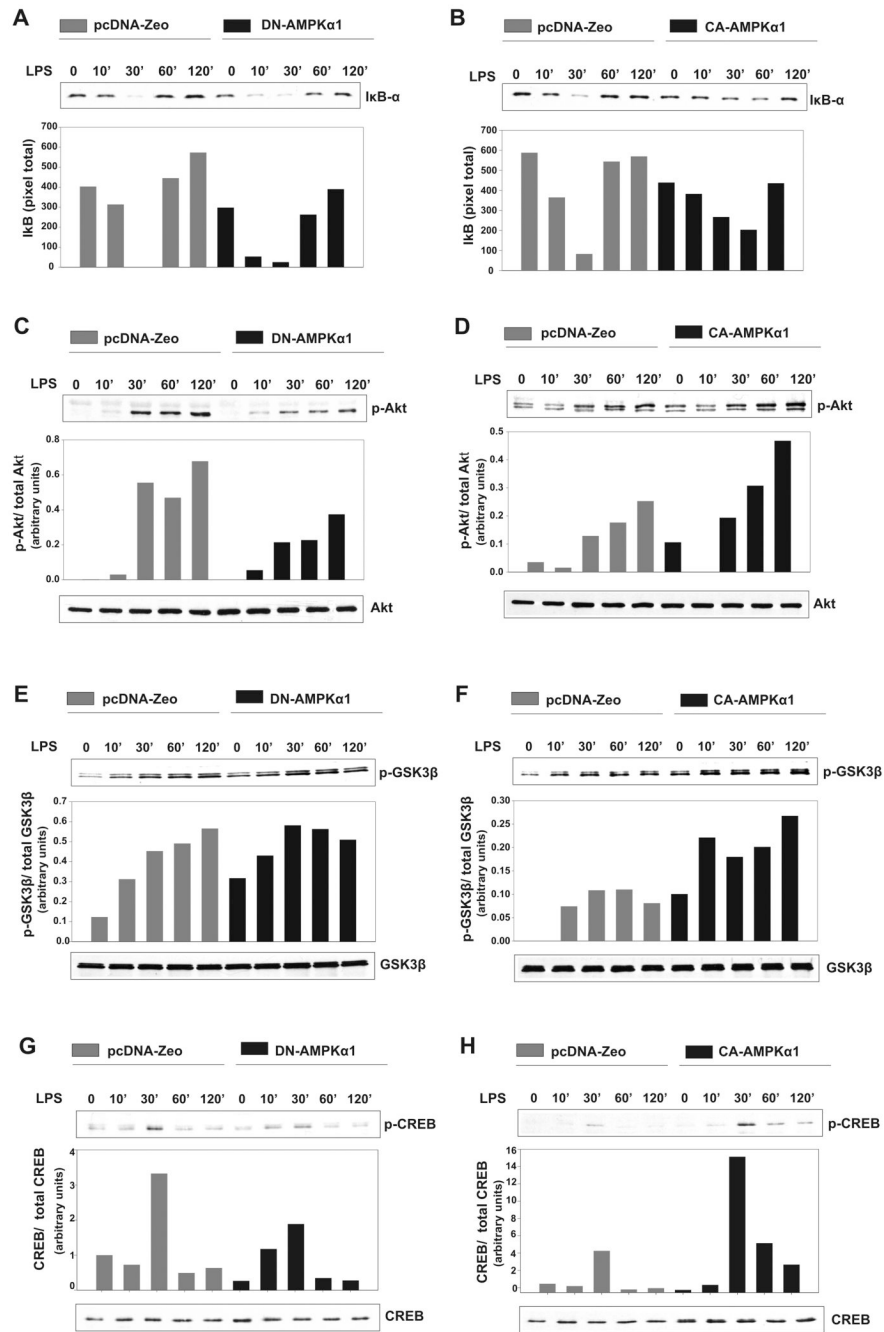 A
pcDNA-Zeo DN-AMPKα1
LPS 0 10’ 30’ 60’ 120’ 0 10’ 30’ 60’ 120’
IκB-α
IkB (pixel total)
700
600
500
400
300
200
100
0
B
pcDNA-Zeo CA-AMPKα1
LPS 0 10’ 30’ 60’ 120’ 0 10’ 30’ 60’ 120’
IκB-α
IkB (pixel total)
700
600
500
400
300
200
100
0
C
pcDNA-Zeo DN-AMPKα1
LPS 0 10’ 30’ 60’ 120’ 0 10’ 30’ 60’ 120’
p-Akt
p-Akt/ total Akt
(arbitrary units)
0.8
0.6
0.4
0.2
0.0
Akt
D
pcDNA-Zeo CA-AMPKα1
LPS 0 10’ 30’ 60’ 120’ 0 10’ 30’ 60’ 120’
p-Akt
p-Akt/ total Akt
(arbitrary units)
0.5
0.4
0.3
0.2
0.1
0.0
Akt
E
pcDNA-Zeo DN-AMPKα1
LPS 0 10’ 30’ 60’ 120’ 0 10’ 30’ 60’ 120’
p-GSK3β
p-GSK3β/ total GSK3β
(arbitrary units)
0.7
0.6
0.5
0.4
0.3
0.2
0.1
0.0
GSK3β
F
pcDNA-Zeo CA-AMPKα1
LPS 0 10’ 30’ 60’ 120’ 0 10’ 30’ 60’ 120’
p-GSK3β
p-GSK3β/ total GSK3β
(arbitrary units)
0.30
0.25
0.20
0.15
0.10
0.05
0.00
GSK3β
G
pcDNA-Zeo DN-AMPKα1
LPS 0 10’ 30’ 60’ 120’ 0 10’ 30’ 60’ 120’
p-CREB
CREB/ total CREB
(arbitrary units)
4
3
2
1
0
CREB
H
pcDNA-Zeo CA-AMPKα1
LPS 0 10’ 30’ 60’ 120’ 0 10’ 30’ 60’ 120’
p-CREB
CREB/ total CREB
(arbitrary units)
16
14
12
10
8
6
4
2
0
CREB